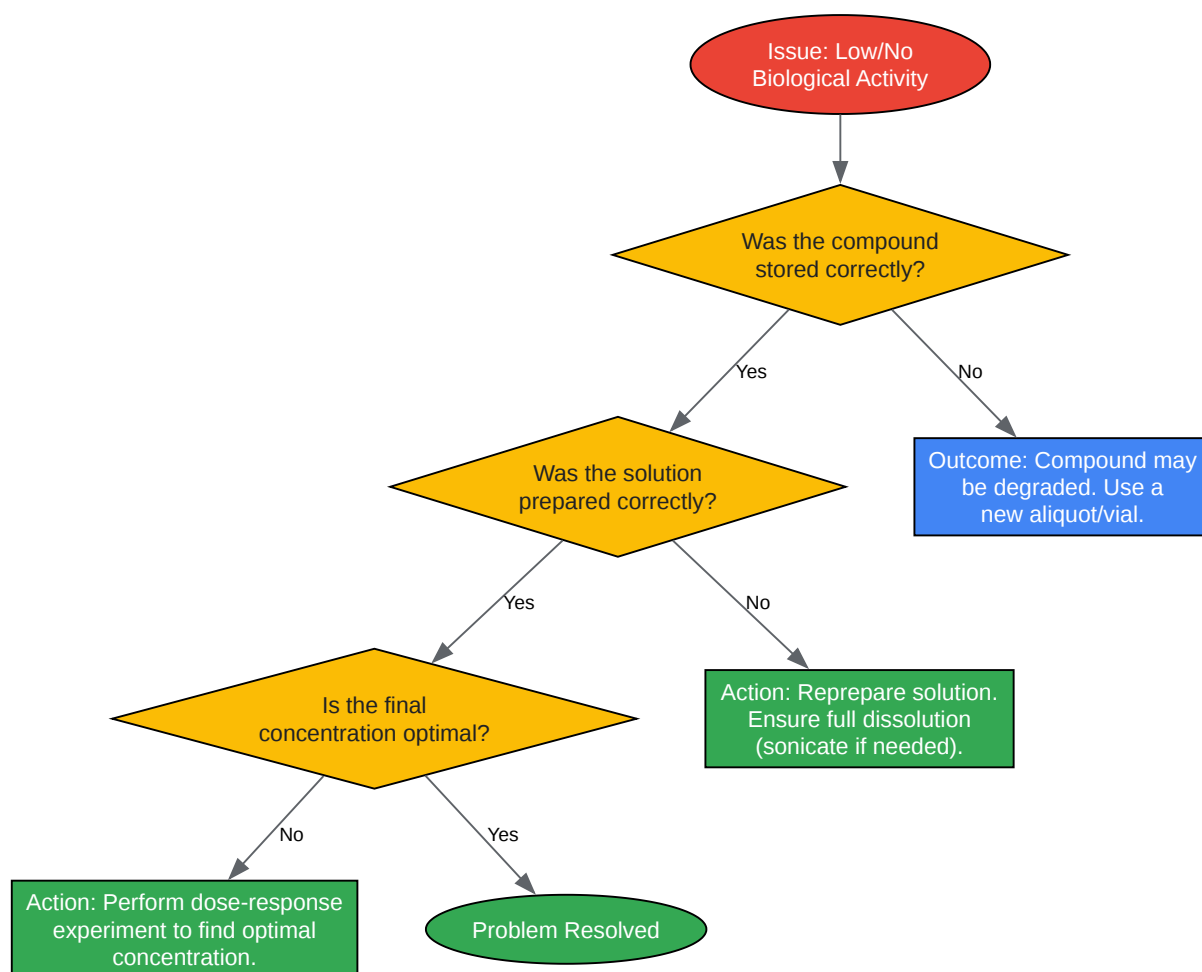 Issue: Low/No
Biological Activity
Was the compound
stored correctly?
Yes
No
Was the solution
prepared correctly?
Outcome: Compound may
be degraded. Use a
new aliquot/vial.
Yes
No
Is the final
concentration optimal?
Action: Reprepare solution.
Ensure full dissolution
(sonicate if needed).
No
Yes
Action: Perform dose-response
experiment to find optimal
concentration.
Problem Resolved